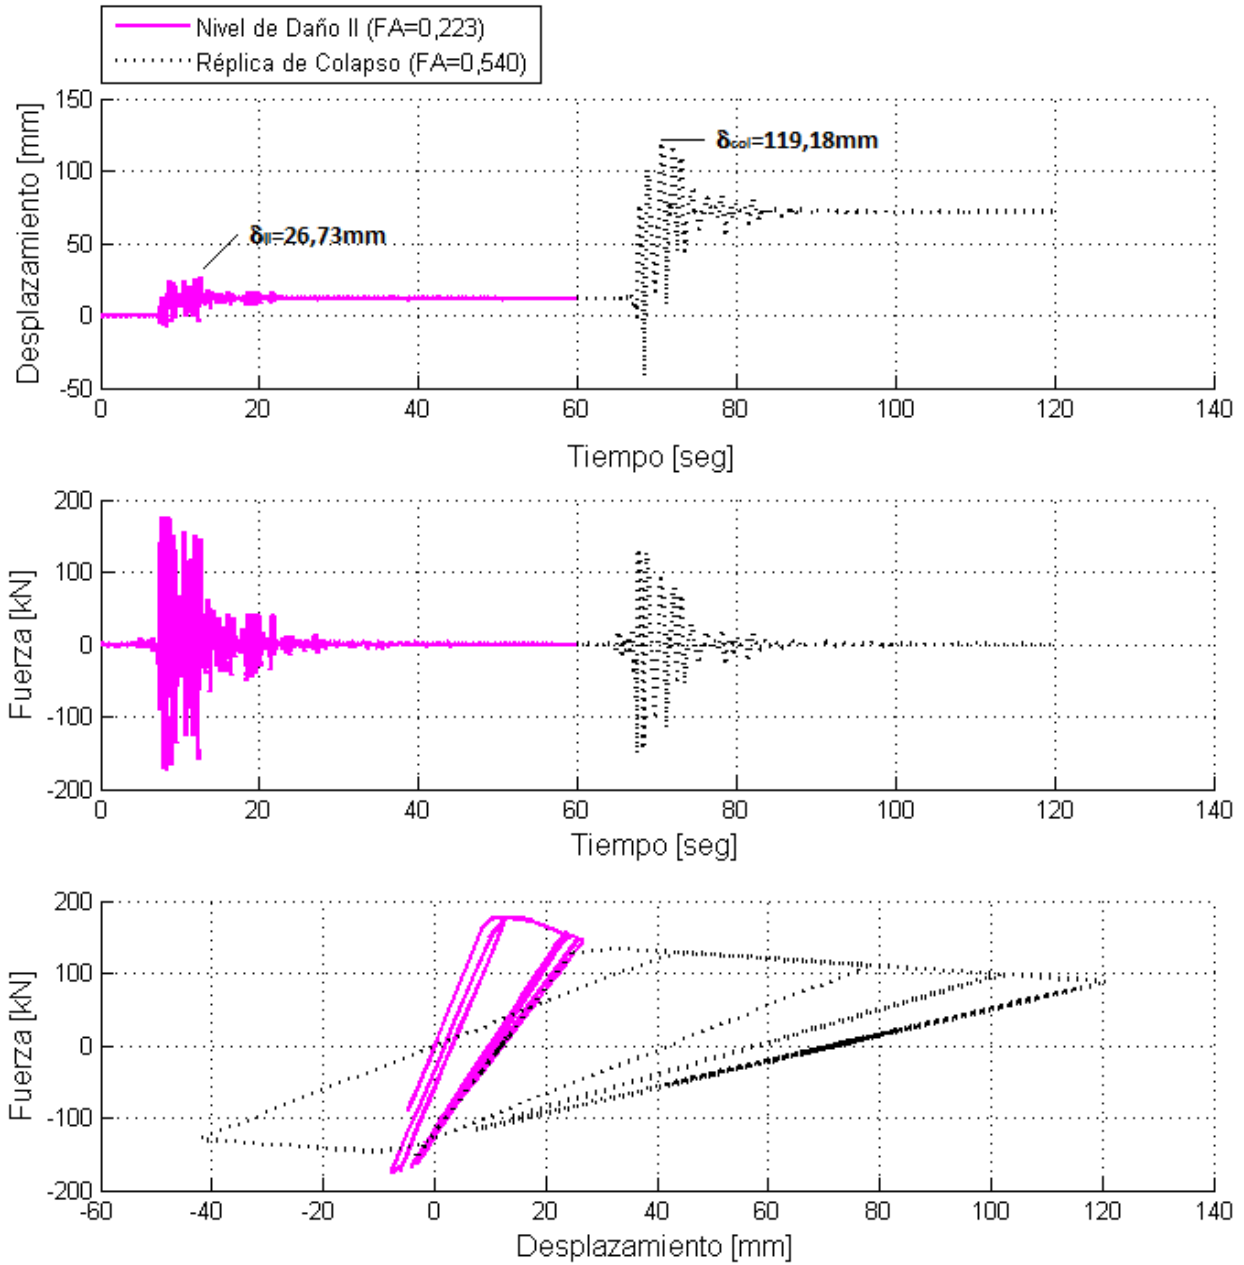 Nivel de Daño II (FA=0,223)
Réplica de Colapso (FA=0,540)
150
100
50
0
-50
Desplazamiento [mm]
δcol=119,18mm
δII=26,73mm
0 20 40 60 80 100 120 140
Tiempo [seg]
200
100
0
-100
-200
Fuerza [kN]
0 20 40 60 80 100 120 140
Tiempo [seg]
200
100
0
-100
-200
Fuerza [kN]
-60 -40 -20 0 20 40 60 80 100 120 140
Desplazamiento [mm]